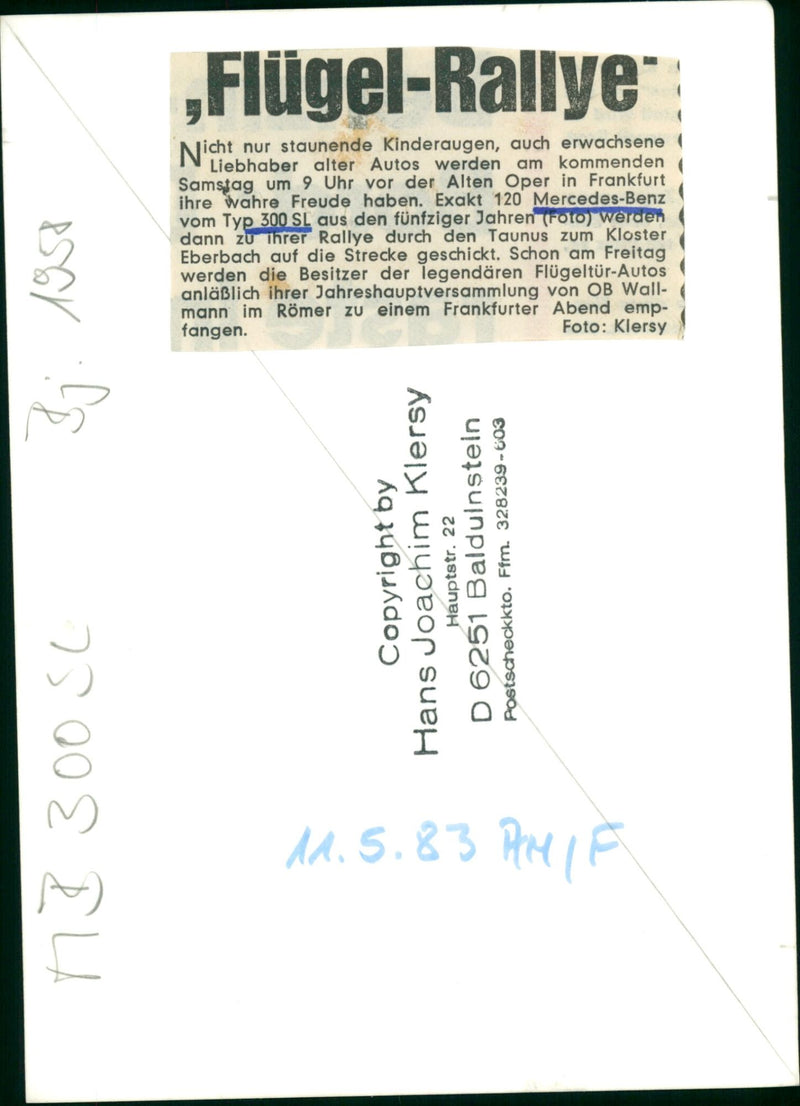 „Flügel-Rallye“
Nicht nur staunende Kinderaugen, auch erwachsene
Liebhaber alter Autos werden am kommenden
Samstag um 9 Uhr vor der Alten Oper in Frankfurt
ihre wahre Freude haben. Exakt 120 Mercedes-Benz
vom Typ 300 SL aus den fünfziger Jahren (Foto) werden
dann zu ihrer Rallye durch den Taunus zum Kloster
Eberbach auf die Strecke geschickt. Schon am Freitag
werden die Besitzer der legendären Flügeltür-Autos
anläßlich ihrer Jahreshauptversammlung von OB Wall-
mann im Römer zu einem Frankfurter Abend emp-
fangen. Foto: Klersy
Copyright by
Hans Joachim Klersy
Hauptstr. 22
D 6251 Balduinstein
Postscheckkto. Ffm. 328239-603
11.5.83 AM/F
MB 300 SL Bj. 1958